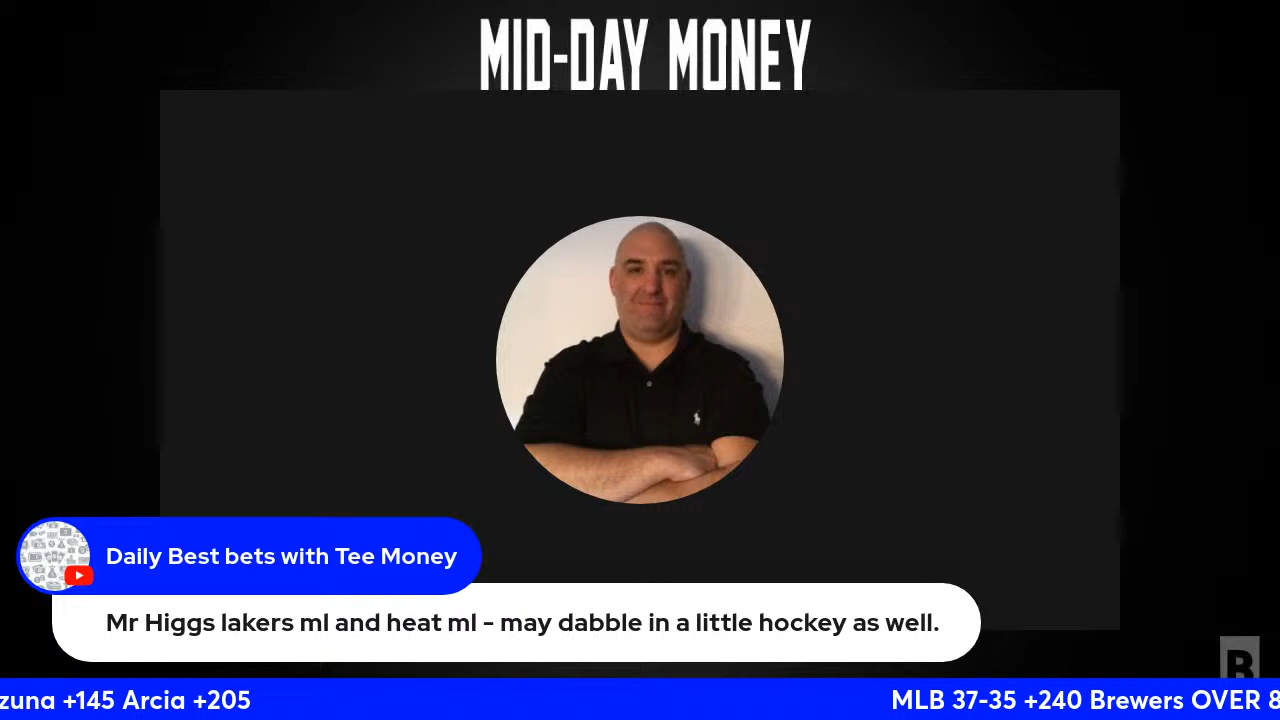 MID-DAY MONEY
Daily Best bets with Tee Money
Mr Higgs lakers ml and heat ml - may dabble in a little hockey as well.
B
zuna +145 Arcia +205 MLB 37-35 +240 Brewers OVER 8